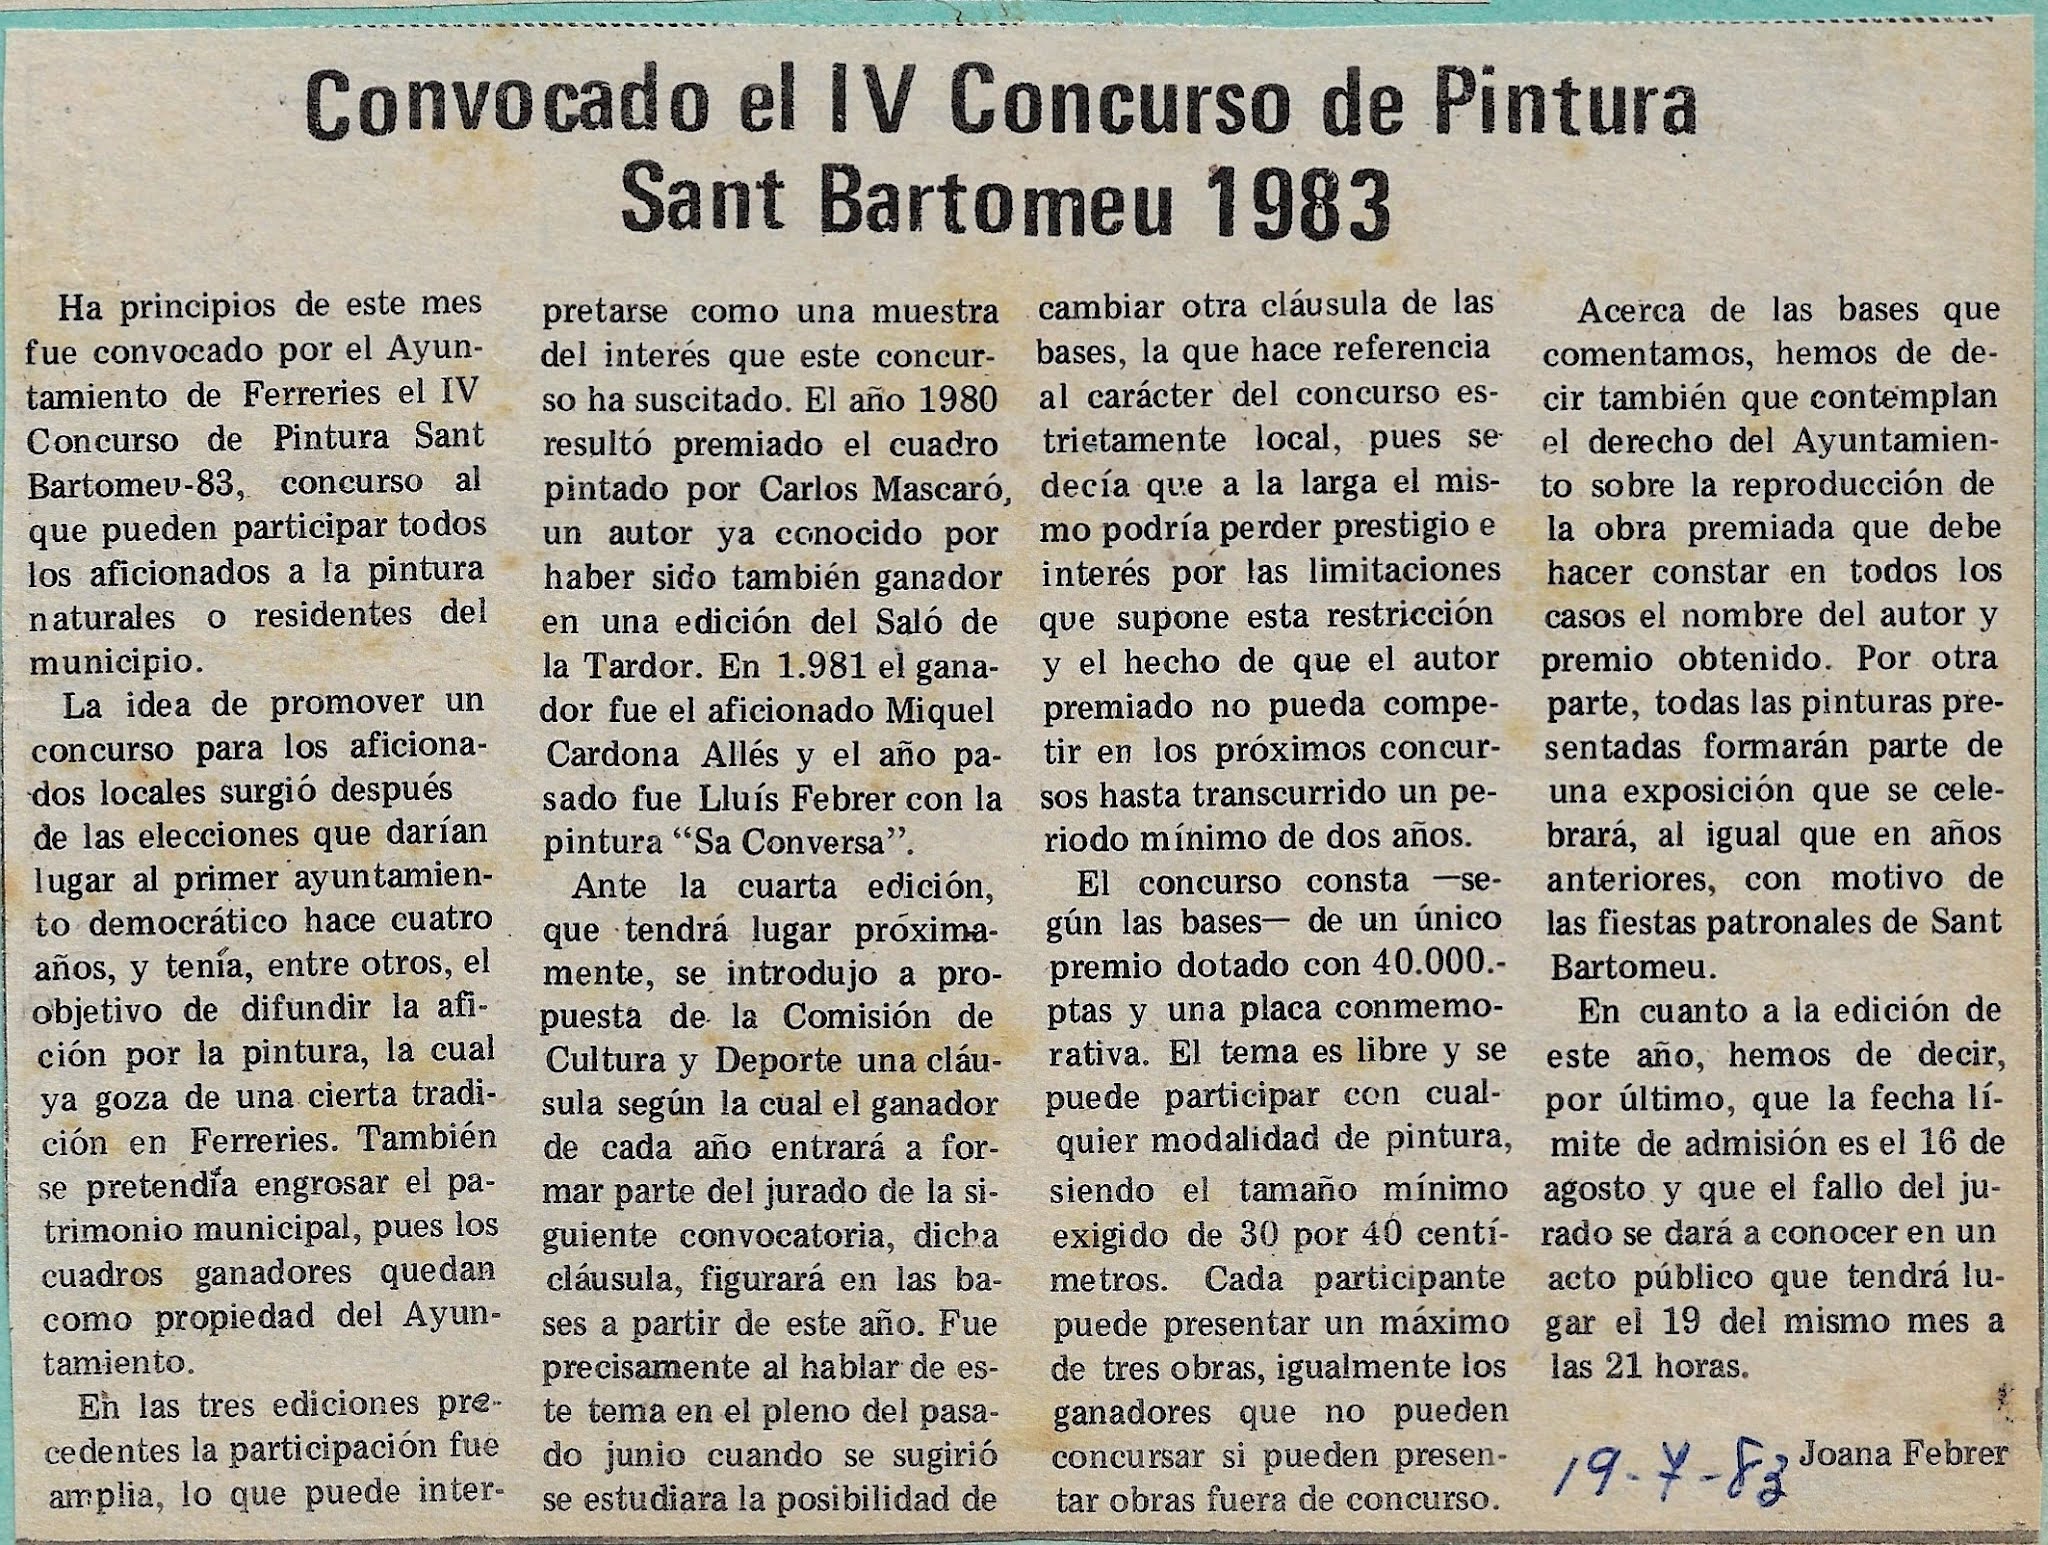 Convocado el IV Concurso de Pintura
Sant Bartomeu 1983
Ha principios de este mes
fue convocado por el Ayun-
tamiento de Ferreries el IV
Concurso de Pintura Sant
Bartomeu-83, concurso al
que pueden participar todos
los aficionados a la pintura
naturales o residentes del
municipio.
La idea de promover un
concurso para los aficiona-
dos locales surgió después
de las elecciones que darían
lugar al primer ayuntamien-
to democrático hace cuatro
años, y tenía, entre otros, el
objetivo de difundir la afi-
ción por la pintura, la cual
ya goza de una cierta tradi-
ción en Ferreries. También
se pretendía engrosar el pa-
trimonio municipal, pues los
cuadros ganadores quedan
como propiedad del Ayun-
tamiento.
En las tres ediciones pre-
cedentes la participación fue
amplia, lo que puede inter-
pretarse como una muestra
del interés que este concur-
so ha suscitado. El año 1980
resultó premiado el cuadro
pintado por Carlos Mascaró,
un autor ya conocido por
haber sido también ganador
en una edición del Saló de
la Tardor. En 1.981 el gana-
dor fue el aficionado Miquel
Cardona Allés y el año pa-
sado fue Lluís Febrer con la
pintura “Sa Conversa”.
Ante la cuarta edición,
que tendrá lugar próxima-
mente, se introdujo a pro-
puesta de la Comisión de
Cultura y Deporte una cláu-
sula según la cual el ganador
de cada año entrará a for-
mar parte del jurado de la si-
guiente convocatoria, dicha
cláusula, figurará en las ba-
ses a partir de este año. Fue
precisamente al hablar de es-
te tema en el pleno del pasa-
do junio cuando se sugirió
se estudiara la posibilidad de
cambiar otra cláusula de las
bases, la que hace referencia
al carácter del concurso es-
trictamente local, pues se
decía que a la larga el mis-
mo podría perder prestigio e
interés por las limitaciones
que supone esta restricción
y el hecho de que el autor
premiado no pueda compe-
tir en los próximos concur-
sos hasta transcurrido un pe-
riodo mínimo de dos años.
El concurso consta —se-
gún las bases— de un único
premio dotado con 40.000.-
ptas y una placa conmemo-
rativa. El tema es libre y se
puede participar con cual-
quier modalidad de pintura,
siendo el tamaño mínimo
exigido de 30 por 40 centí-
metros. Cada participante
puede presentar un máximo
de tres obras, igualmente los
ganadores que no pueden
concursar si pueden presen-
tar obras fuera de concurso.
Acerca de las bases que
comentamos, hemos de de-
cir también que contemplan
el derecho del Ayuntamien-
to sobre la reproducción de
la obra premiada que debe
hacer constar en todos los
casos el nombre del autor y
premio obtenido. Por otra
parte, todas las pinturas pre-
sentadas formarán parte de
una exposición que se cele-
brará, al igual que en años
anteriores, con motivo de
las fiestas patronales de Sant
Bartomeu.
En cuanto a la edición de
este año, hemos de decir,
por último, que la fecha lí-
mite de admisión es el 16 de
agosto y que el fallo del ju-
rado se dará a conocer en un
acto público que tendrá lu-
gar el 19 del mismo mes a
las 21 horas.
Joana Febrer
19-7-83